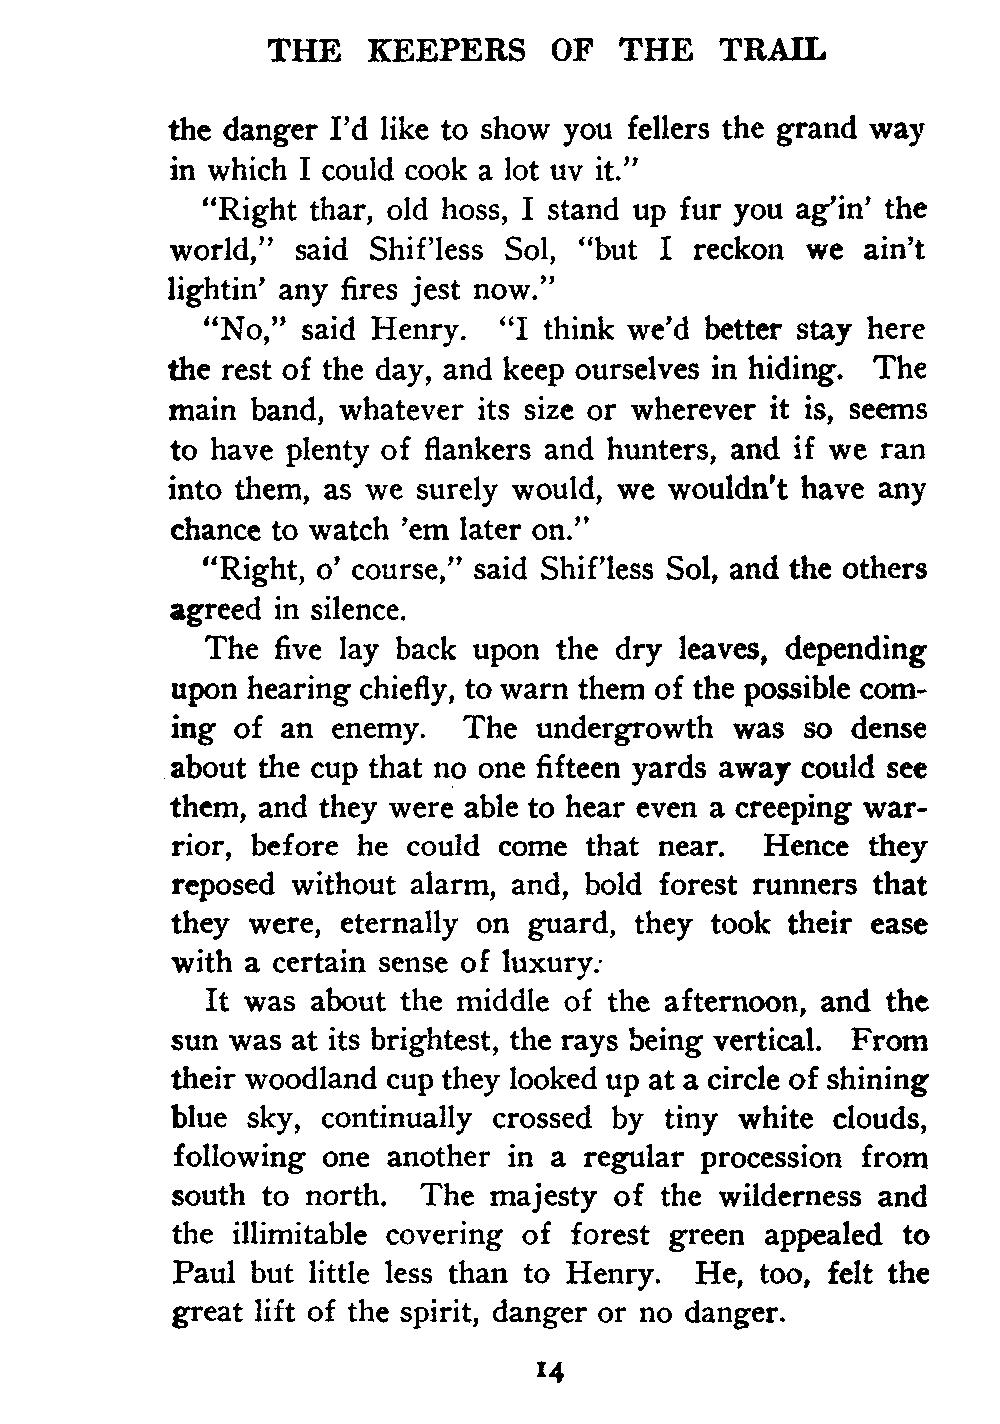 THE KEEPERS OF THE TRAIL
the danger I'd like to show you fellers the grand way
in which I could cook a lot uv it."
"Right thar, old hoss, I stand up fur you ag'in' the
world," said Shif'less Sol, "but I reckon we ain't
lightin' any fires jest now."
"No," said Henry. "I think we'd better stay here
the rest of the day, and keep ourselves in hiding. The
main band, whatever its size or wherever it is, seems
to have plenty of flankers and hunters, and if we ran
into them, as we surely would, we wouldn't have any
chance to watch 'em later on."
"Right, o' course," said Shif'less Sol, and the others
agreed in silence.
The five lay back upon the dry leaves, depending
upon hearing chiefly, to warn them of the possible com-
ing of an enemy. The undergrowth was so dense
about the cup that no one fifteen yards away could see
them, and they were able to hear even a creeping war-
rior, before he could come that near. Hence they
reposed without alarm, and, bold forest runners that
they were, eternally on guard, they took their ease
with a certain sense of luxury.
It was about the middle of the afternoon, and the
sun was at its brightest, the rays being vertical. From
their woodland cup they looked up at a circle of shining
blue sky, continually crossed by tiny white clouds,
following one another in a regular procession from
south to north. The majesty of the wilderness and
the illimitable covering of forest green appealed to
Paul but little less than to Henry. He, too, felt the
great lift of the spirit, danger or no danger.
14